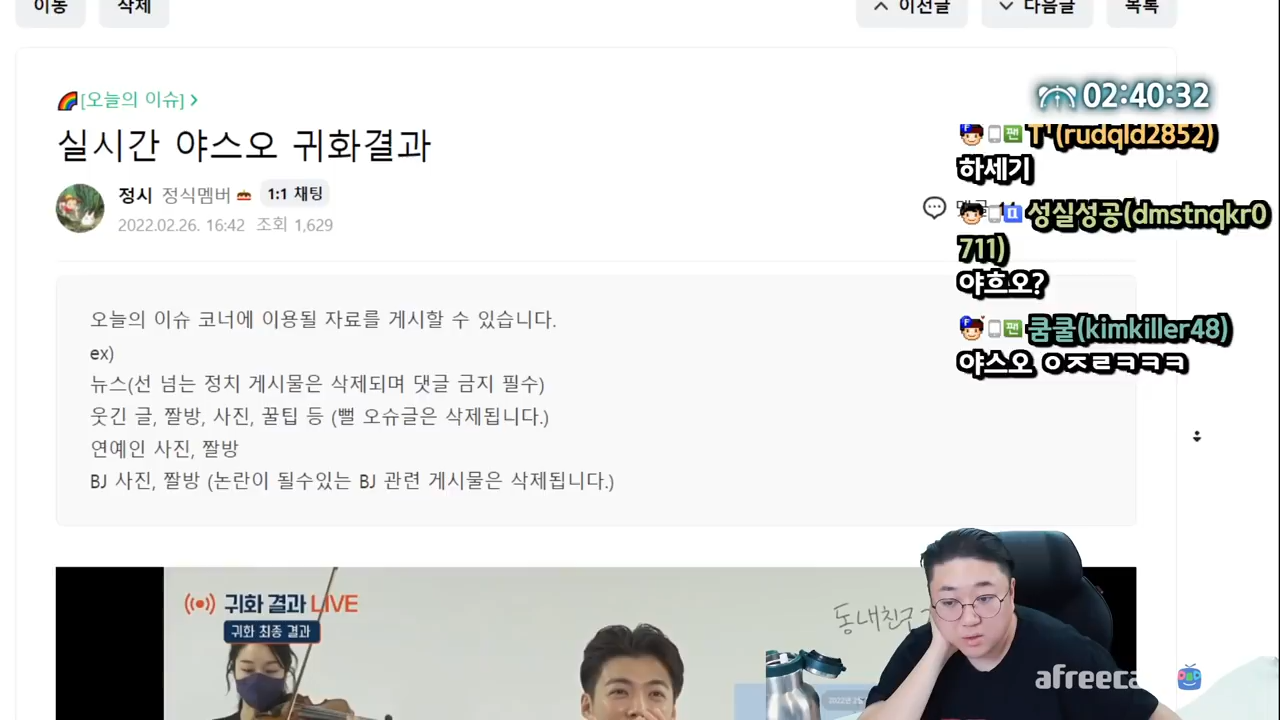 이동
삭제
이전글
다음글
목록
[오늘의 이슈]
실시간 야스오 귀화결과
정시 정식멤버 1:1 채팅
2022.02.26. 16:42 조회 1,629
02:40:32
(rudqld2852)
하세기
성실성공(dmstnqkr0
711)
야흐오?
쿰쿨(kimkiller48)
야스오 ㅇㅈㄹㅋㅋㅋ
오늘의 이슈 코너에 이용될 자료를 게시할 수 있습니다.
ex)
뉴스(선 넘는 정치 게시물은 삭제되며 댓글 금지 필수)
웃긴 글, 짤방, 사진, 꿀팁 등 (뻘 오슈글은 삭제됩니다.)
연예인 사진, 짤방
BJ 사진, 짤방 (논란이 될수있는 BJ 관련 게시물은 삭제됩니다.)
귀화 결과 LIVE
귀화 최종 결과
동내친구
afreeca